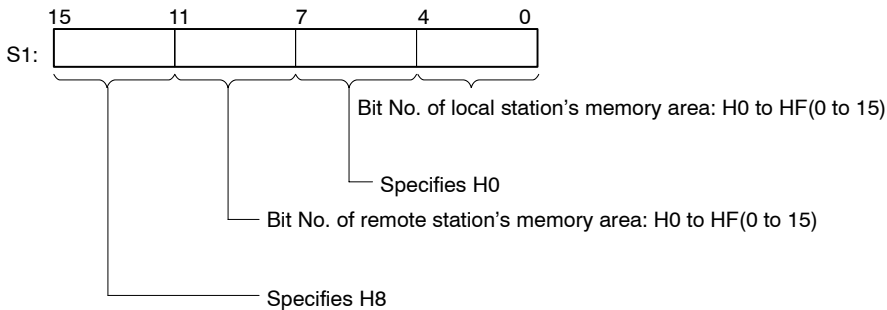 15 11 7 4 0
S1:
Bit No. of local station's memory area: H0 to HF(0 to 15)
Specifies H0
Bit No. of remote station's memory area: H0 to HF(0 to 15)
Specifies H8